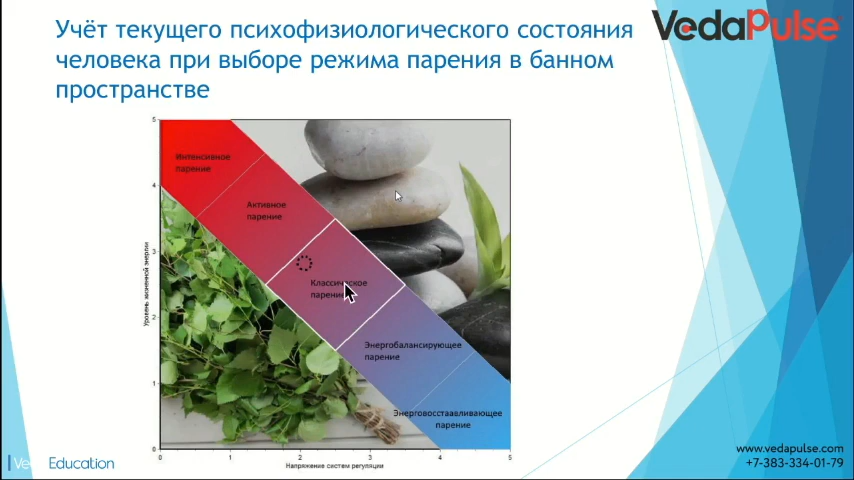 Учёт текущего психофизиологического состояния
человека при выборе режима парения в банном
пространстве
VedaPulse
5
Интенсивное
парение
4
Активное
парение
3
Классическое
парение
2
Энергобалансирующее
парение
1
Энерговосстаавливающее
парение
0
Уровень жизненной энергии
0 1 2 3 4 5
Напряжение систем регуляции
Education
www.vedapulse.com
+7-383-334-01-79